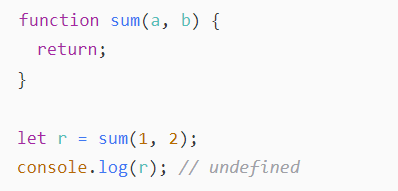 function sum(a, b) {
  return;
}

let r = sum(1, 2);
console.log(r); // undefined